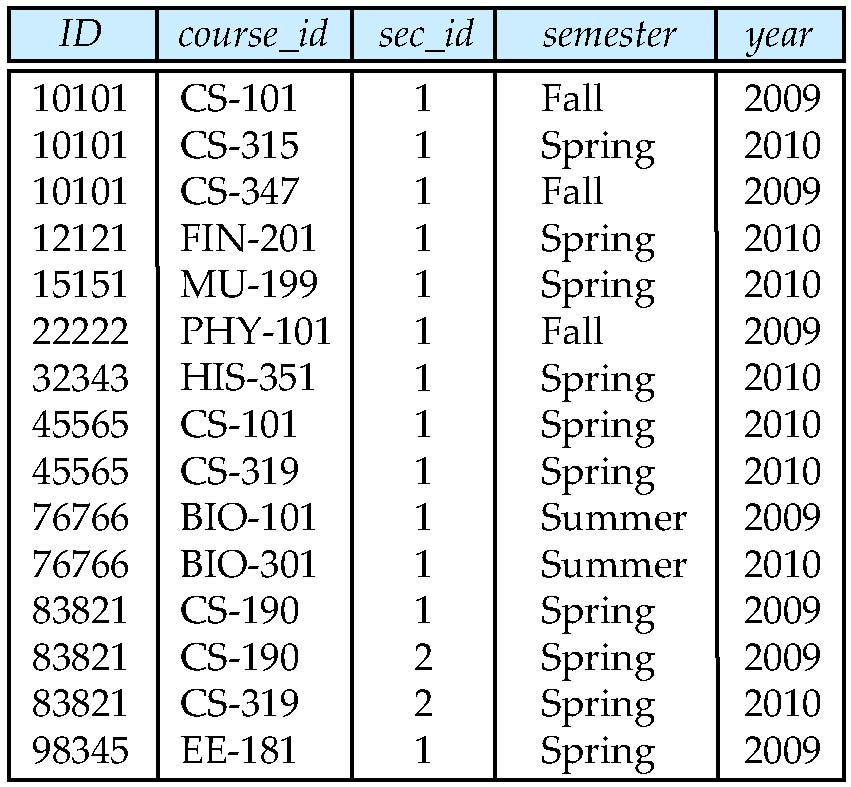 ID course_id sec_id semester year
10101 CS-101 1 Fall 2009
10101 CS-315 1 Spring 2010
10101 CS-347 1 Fall 2009
12121 FIN-201 1 Spring 2010
15151 MU-199 1 Spring 2010
22222 PHY-101 1 Fall 2009
32343 HIS-351 1 Spring 2010
45565 CS-101 1 Spring 2010
45565 CS-319 1 Spring 2010
76766 BIO-101 1 Summer 2009
76766 BIO-301 1 Summer 2010
83821 CS-190 1 Spring 2009
83821 CS-190 2 Spring 2009
83821 CS-319 2 Spring 2010
98345 EE-181 1 Spring 2009